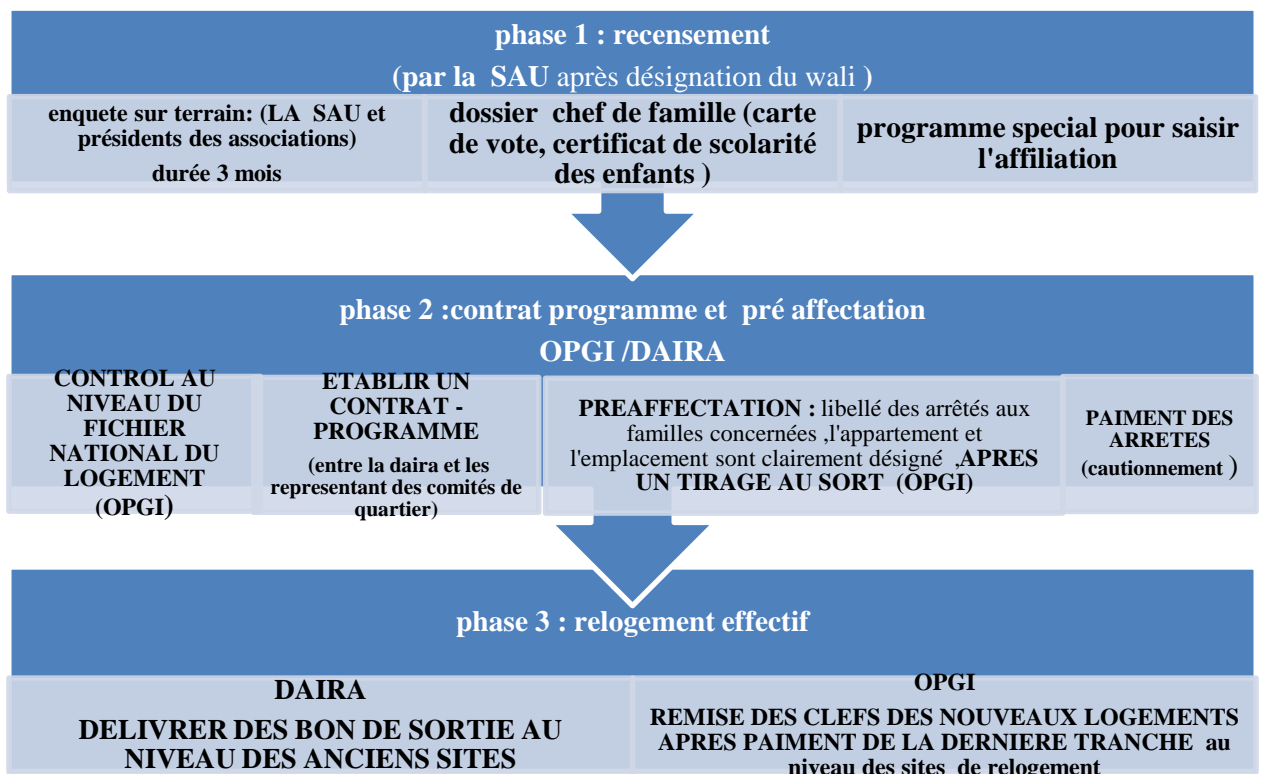 phase 1 : recensement
(par la SAU après désignation du wali )
enquete sur terrain: (LA SAU et
présidents des associations)
durée 3 mois
dossier chef de famille (carte
de vote, certificat de scolarité
des enfants )
programme special pour saisir
l'affiliation
phase 2 :contrat programme et pré affectation
OPGI /DAIRA
CONTROL AU
NIVEAU DU
FICHIER
NATIONAL DU
LOGEMENT
(OPGI)
ETABLIR UN
CONTRAT -
PROGRAMME
(entre la daira et les
representant des comités de
quartier)
PREAFFECTATION : libellé des arrêtés aux
familles concernées ,l'appartement et
l'emplacement sont clairement désigné ,APRES
UN TIRAGE AU SORT (OPGI)
PAIMENT DES
ARRETES
(cautionnement )
phase 3 : relogement effectif
DAIRA
DELIVRER DES BON DE SORTIE AU
NIVEAU DES ANCIENS SITES
OPGI
REMISE DES CLEFS DES NOUVEAUX LOGEMENTS
APRES PAIMENT DE LA DERNIERE TRANCHE au
niveau des sites de relogement